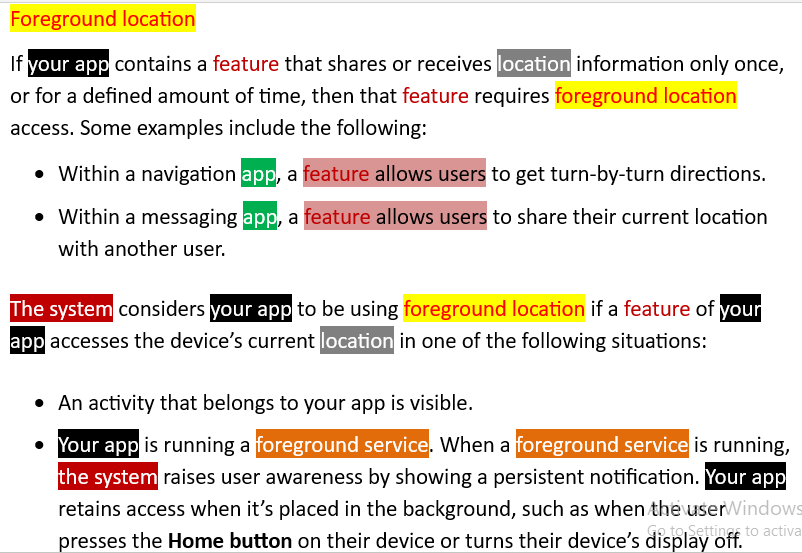 Foreground location
If your app contains a feature that shares or receives location information only once,
or for a defined amount of time, then that feature requires foreground location
access. Some examples include the following:
• Within a navigation app, a feature allows users to get turn-by-turn directions.
• Within a messaging app, a feature allows users to share their current location
with another user.
The system considers your app to be using foreground location if a feature of your
app accesses the device’s current location in one of the following situations:
• An activity that belongs to your app is visible.
• Your app is running a foreground service. When a foreground service is running,
the system raises user awareness by showing a persistent notification. Your app
retains access when it’s placed in the background, such as when the user
presses the Home button on their device or turns their device’s display off.
Activate Windows
Go to Settings to activa